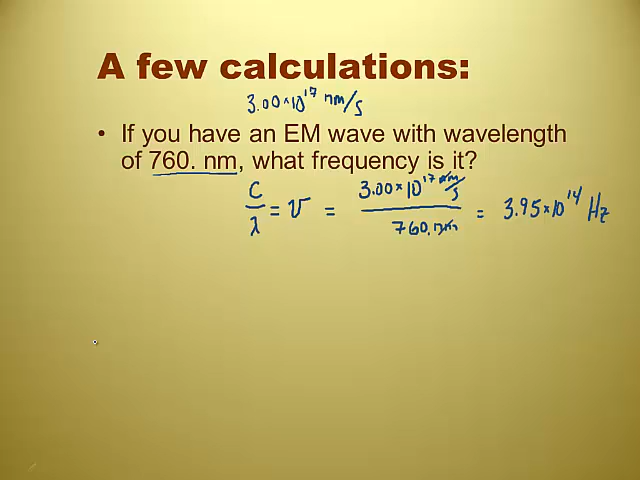 A few calculations:
3.00×10¹⁷ nm/s
• If you have an EM wave with wavelength
of 760. nm, what frequency is it?
C/λ = ν = 3.00×10¹⁷ nm/s / 760. nm = 3.95×10¹⁴ Hz